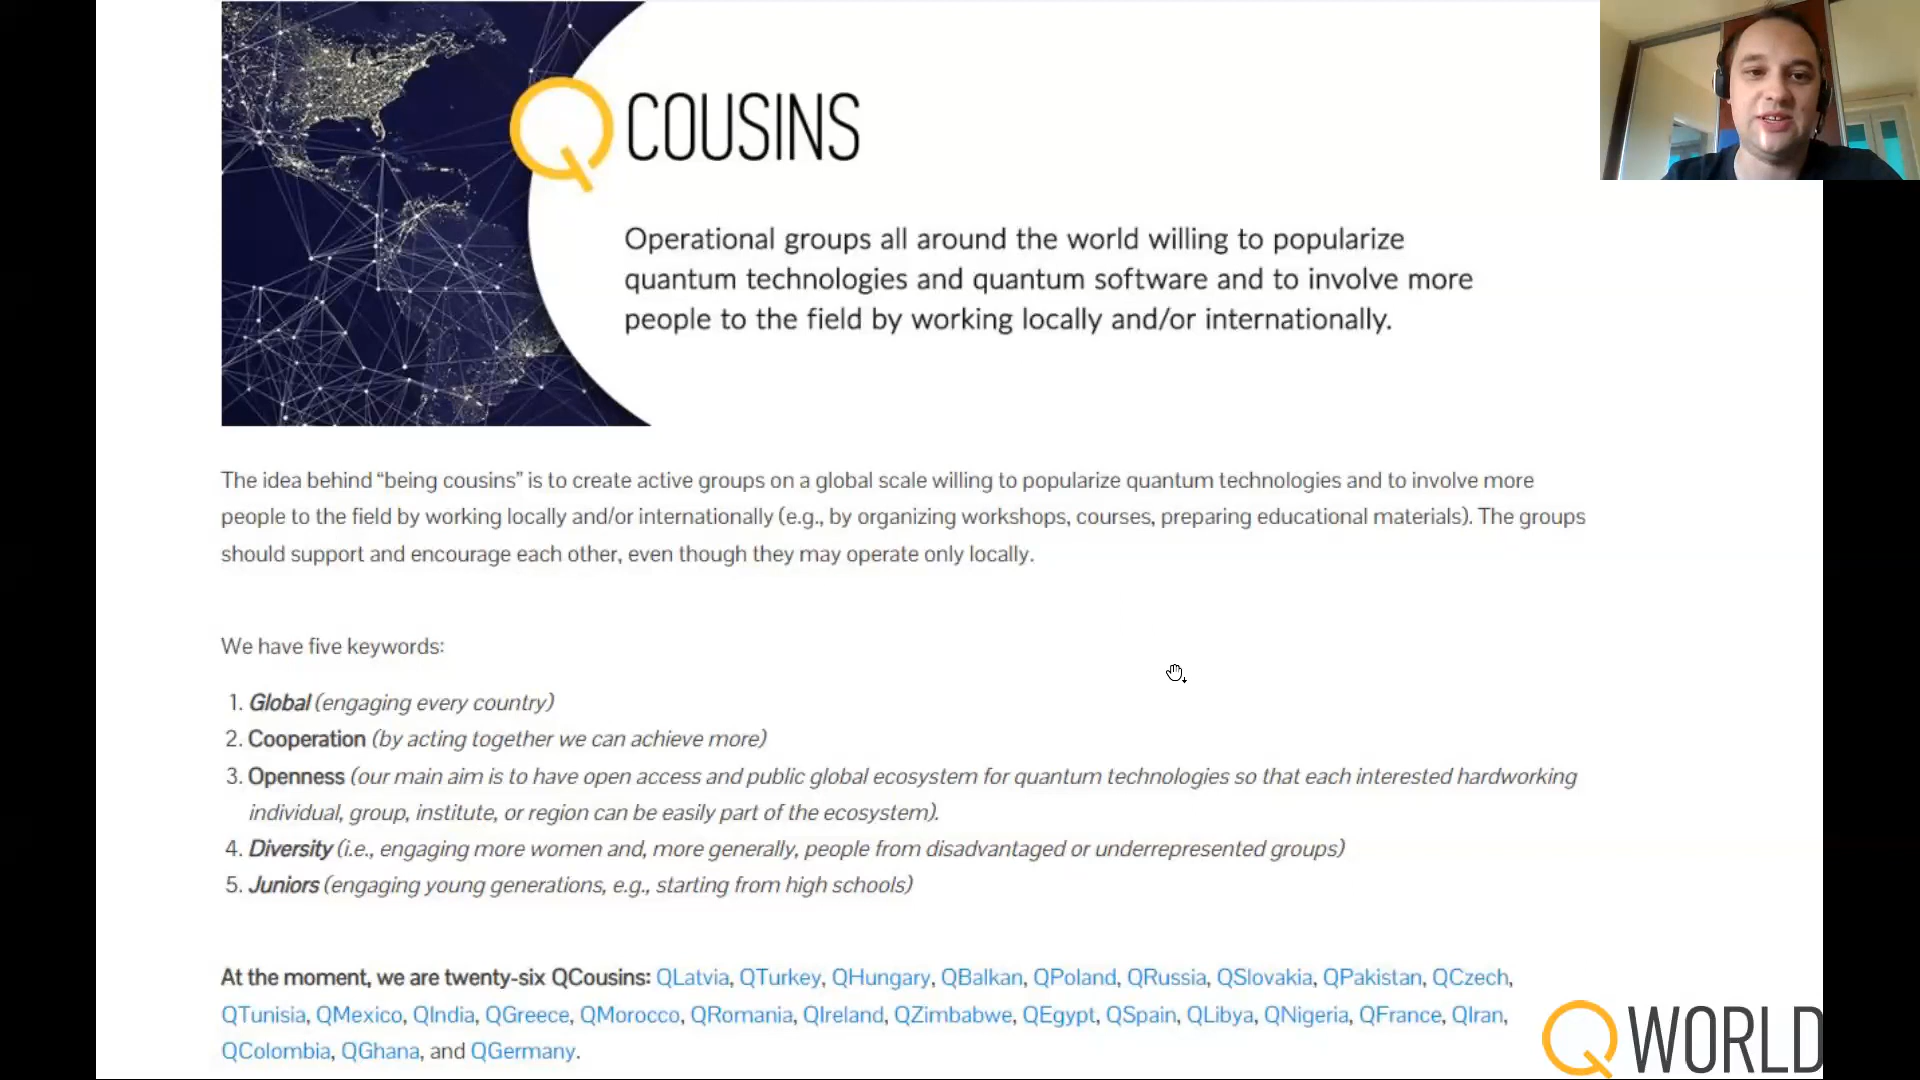 Q COUSINS
Operational groups all around the world willing to popularize
quantum technologies and quantum software and to involve more
people to the field by working locally and/or internationally.
The idea behind “being cousins” is to create active groups on a global scale willing to popularize quantum technologies and to involve more
people to the field by working locally and/or internationally (e.g., by organizing workshops, courses, preparing educational materials). The groups
should support and encourage each other, even though they may operate only locally.
We have five keywords:
1. Global (engaging every country)
2. Cooperation (by acting together we can achieve more)
3. Openness (our main aim is to have open access and public global ecosystem for quantum technologies so that each interested hardworking
individual, group, institute, or region can be easily part of the ecosystem).
4. Diversity (i.e., engaging more women and, more generally, people from disadvantaged or underrepresented groups)
5. Juniors (engaging young generations, e.g., starting from high schools)
At the moment, we are twenty-six QCousins: QLatvia, QTurkey, QHungary, QBalkan, QPoland, QRussia, QSlovakia, QPakistan, QCzech,
QTunisia, QMexico, QIndia, QGreece, QMorocco, QRomania, QIreland, QZimbabwe, QEgypt, QSpain, QLibya, QNigeria, QFrance, QIran,
QColombia, QGhana, and QGermany.
QWORLD